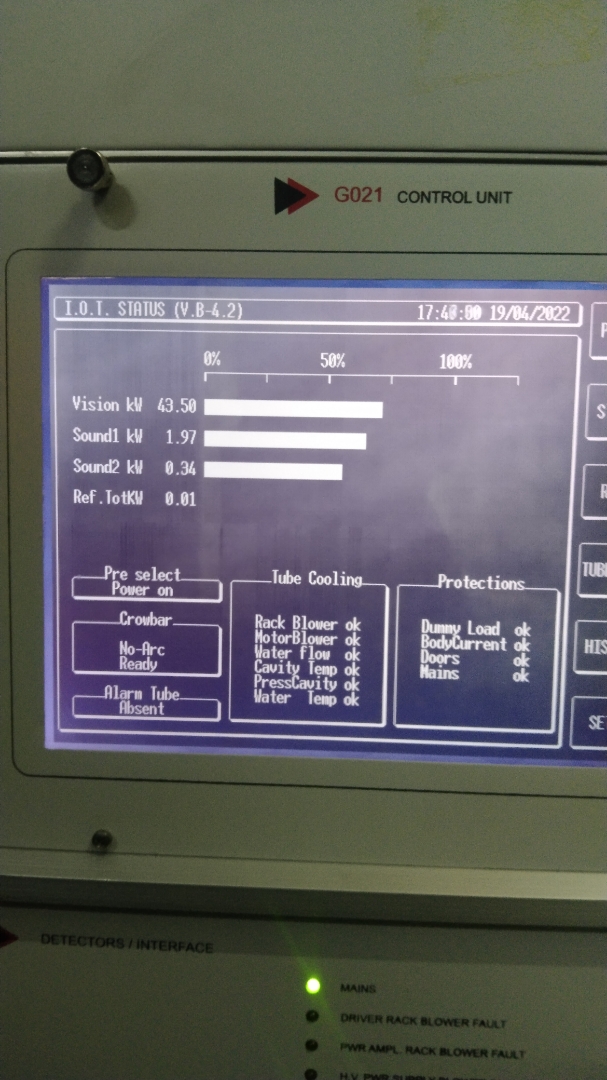 G021 CONTROL UNIT
I.O.T. STATUS (V.B-4.2)
19/04/2022
0% 50% 100%
Vision kW 43.50
Sound1 kW 1.97
Sound2 kW 0.34
Ref.TotKW 0.01
Pre select
Power on
Crowbar
No-Arc
Ready
Alarm Tube
Absent
Tube Cooling
Rack Blower ok
MotorBlower ok
Water flow ok
Cavity Temp ok
PressCavity ok
Water Temp ok
Protections
Dummy Load ok
BodyCurrent ok
Doors ok
Mains ok
DETECTORS / INTERFACE
MAINS
DRIVER RACK BLOWER FAULT
PWR AMPL. RACK BLOWER FAULT
H.V. PWR SUPPLY